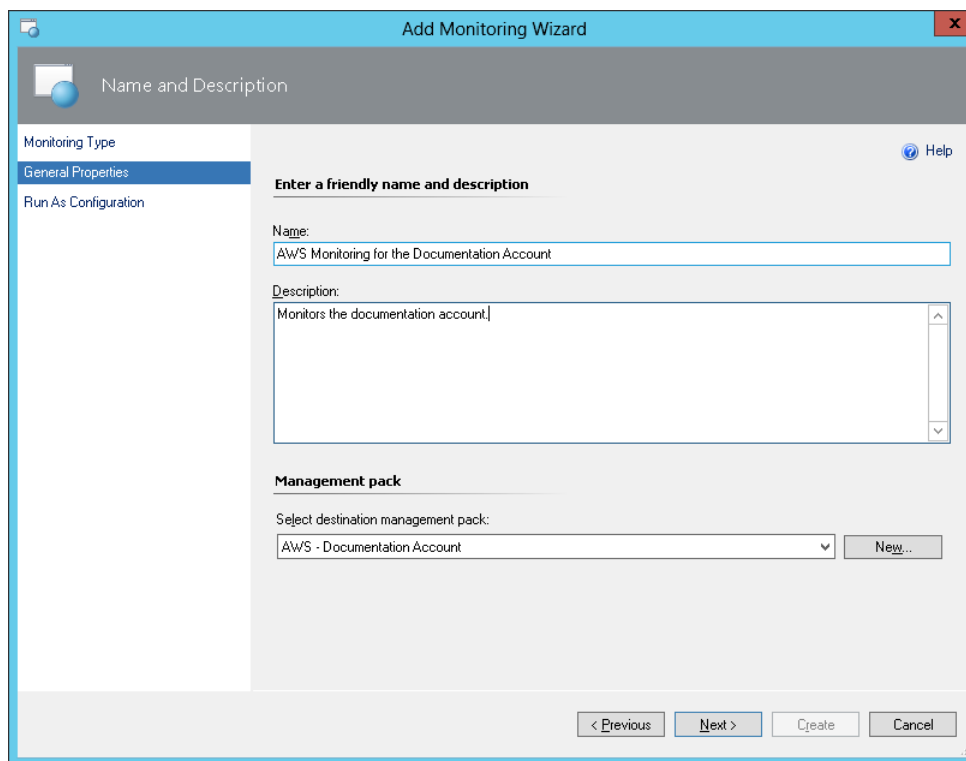 Add Monitoring Wizard
x
Name and Description
Monitoring Type
General Properties
Run As Configuration
Help
Enter a friendly name and description
Name:
AWS Monitoring for the Documentation Account
Description:
Monitors the documentation account.
Management pack
Select destination management pack:
AWS - Documentation Account
New...
< Previous
Next >
Create
Cancel